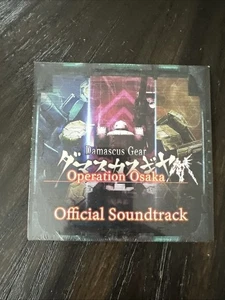 Damascus Gear
ダマスカスギヤ
Operation Osaka
Official Soundtrack